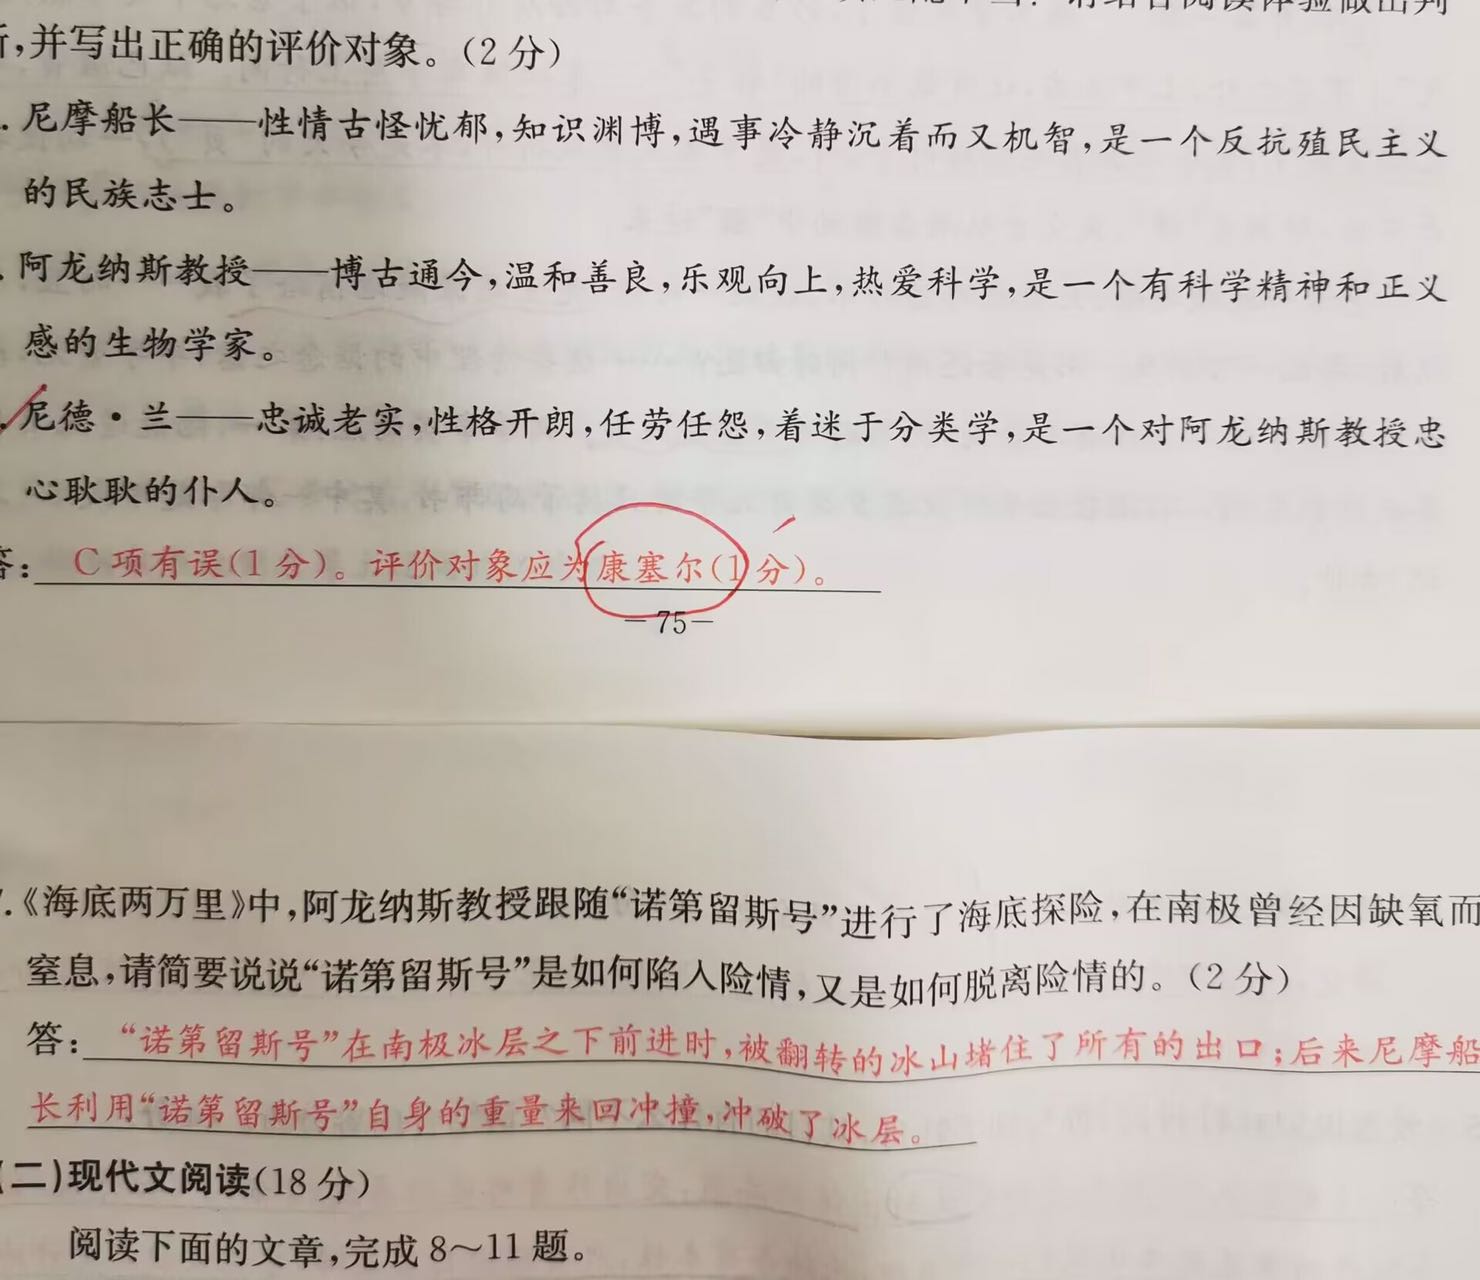 请结合阅读体验做出判
,并写出正确的评价对象。(2分)
.尼摩船长——性情古怪忧郁,知识渊博,遇事冷静沉着而又机智,是一个反抗殖民主义
的民族志士。
.阿龙纳斯教授——博古通今,温和善良,乐观向上,热爱科学,是一个有科学精神和正义
感的生物学家。
.尼德·兰——忠诚老实,性格开朗,任劳任怨,着迷于分类学,是一个对阿龙纳斯教授忠
心耿耿的仆人。
答:C项有误(1分)。评价对象应为康塞尔(1分)。
—75—
.《海底两万里》中,阿龙纳斯教授跟随“诺第留斯号”进行了海底探险,在南极曾经因缺氧而
窒息,请简要说说“诺第留斯号”是如何陷入险情,又是如何脱离险情的。(2分)
答:“诺第留斯号”在南极冰层之下前进时,被翻转的冰山堵住了所有的出口;后来尼摩船
长利用“诺第留斯号”自身的重量来回冲撞,冲破了冰层。
(二)现代文阅读(18分)
阅读下面的文章,完成8～11题。